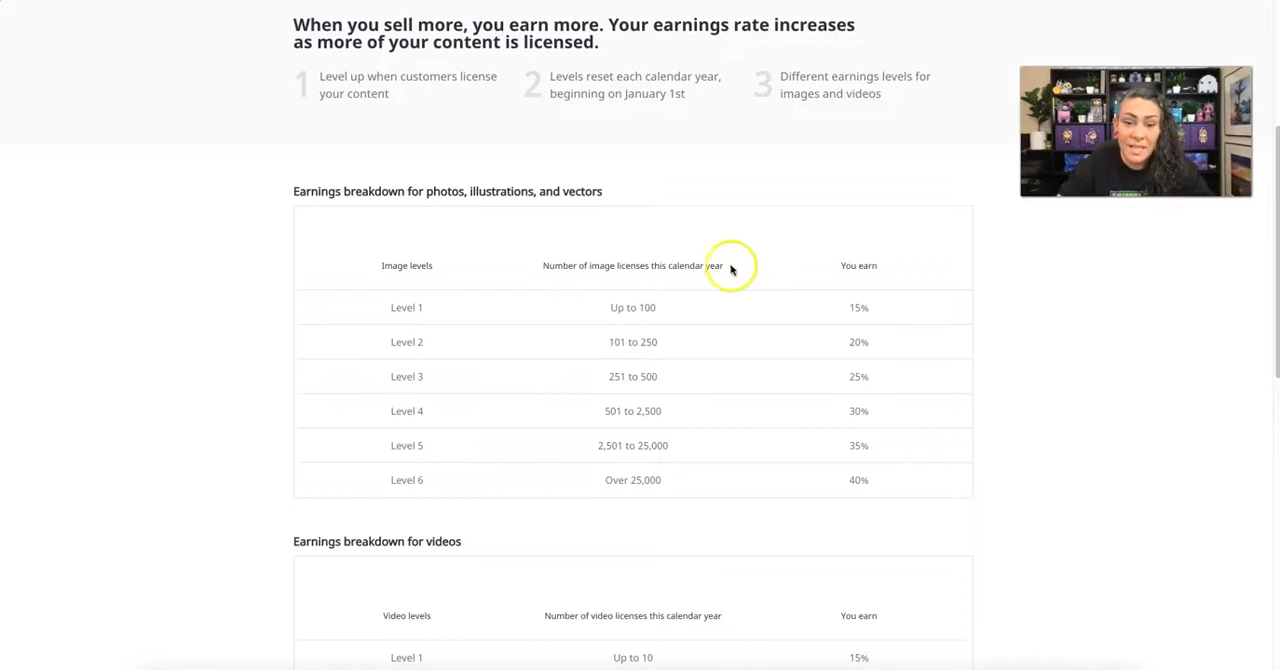 When you sell more, you earn more. Your earnings rate increases
as more of your content is licensed.
1 Level up when customers license
your content
2 Levels reset each calendar year,
beginning on January 1st
3 Different earnings levels for
images and videos
Earnings breakdown for photos, illustrations, and vectors
Image levels Number of image licenses this calendar year You earn
Level 1 Up to 100 15%
Level 2 101 to 250 20%
Level 3 251 to 500 25%
Level 4 501 to 2,500 30%
Level 5 2,501 to 25,000 35%
Level 6 Over 25,000 40%
Earnings breakdown for videos
Video levels Number of video licenses this calendar year You earn
Level 1 Up to 10 15%